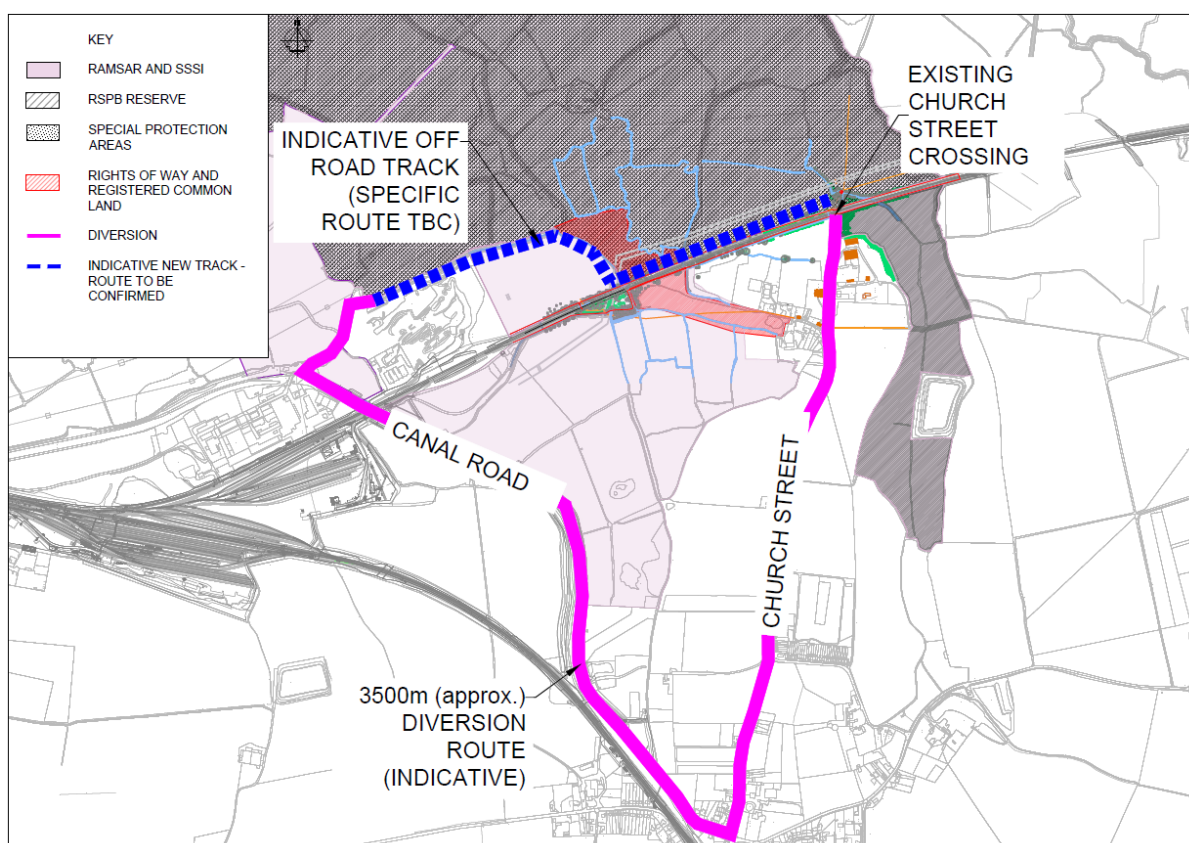 KEY
RAMSAR AND SSSI
RSPB RESERVE
SPECIAL PROTECTION
AREAS
RIGHTS OF WAY AND
REGISTERED COMMON
LAND
DIVERSION
INDICATIVE NEW TRACK -
ROUTE TO BE
CONFIRMED
INDICATIVE OFF-
ROAD TRACK
(SPECIFIC
ROUTE TBC)
EXISTING
CHURCH
STREET
CROSSING
CANAL ROAD
CHURCH STREET
3500m (approx.)
DIVERSION
ROUTE
(INDICATIVE)